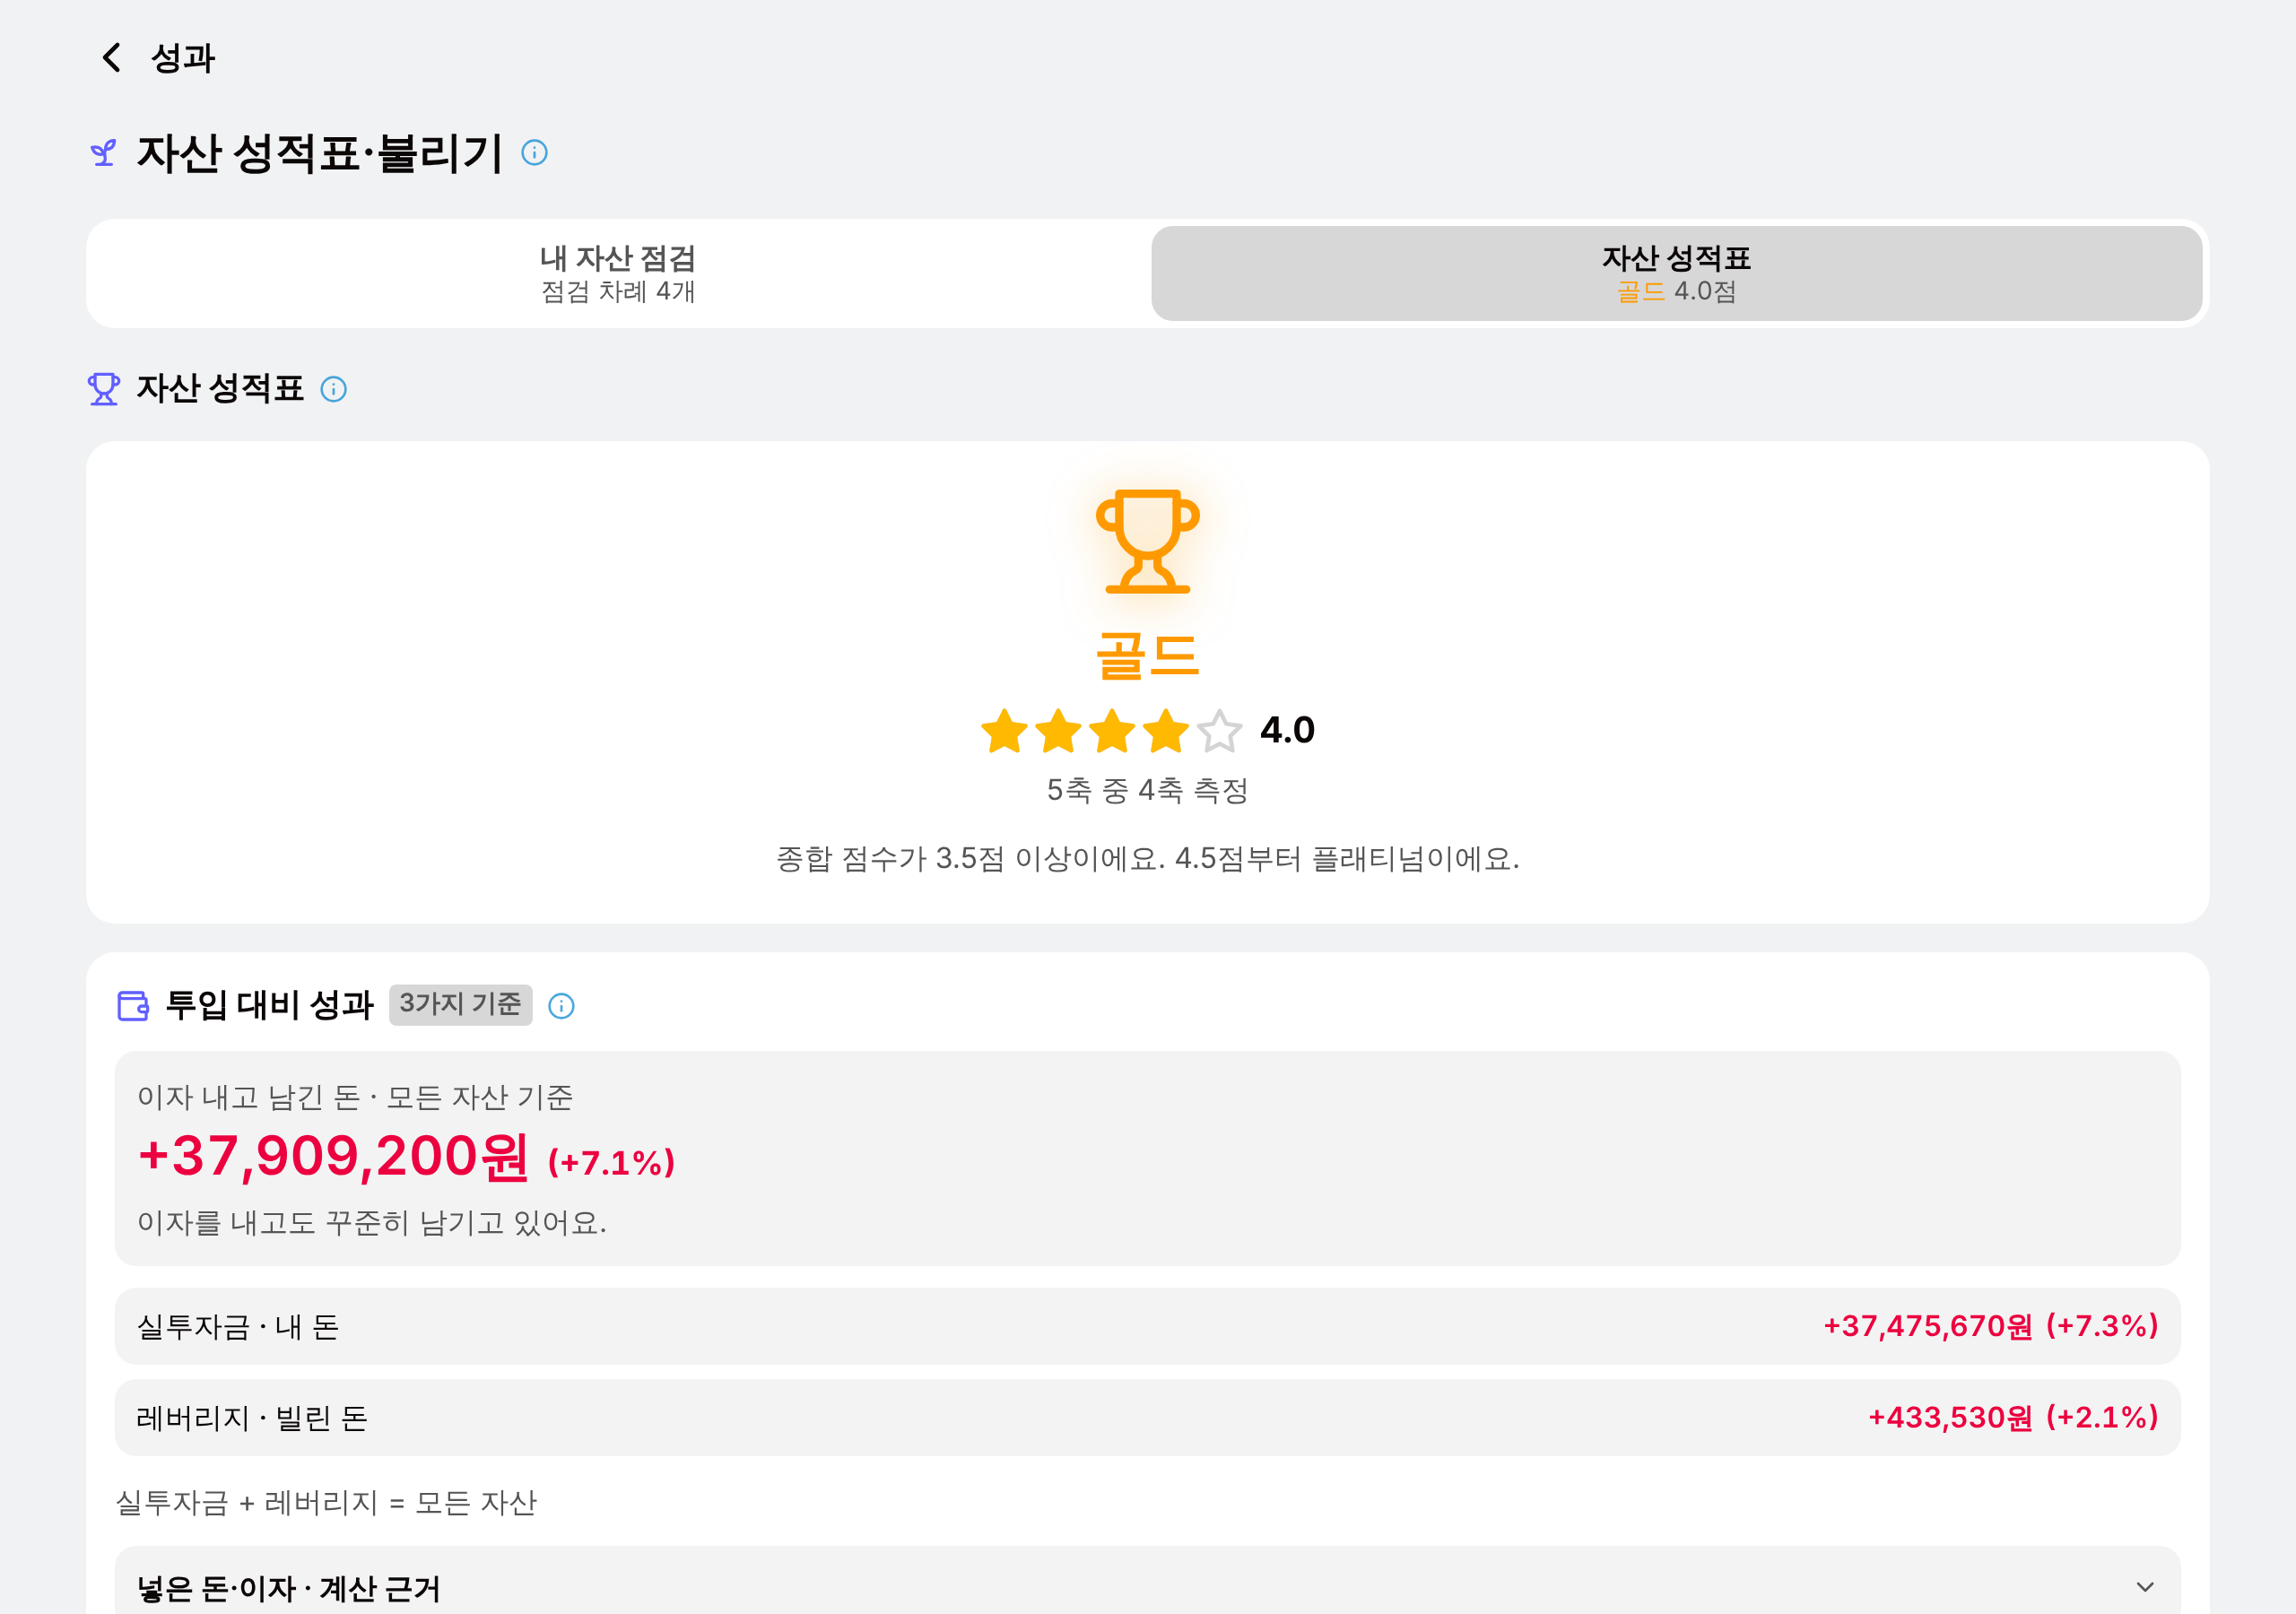 성과
자산 성적표·불리기
내 자산 점검
점검 차례 4개
자산 성적표
골드 4.0점
자산 성적표
골드
4.0
5축 중 4축 측정
종합 점수가 3.5점 이상이에요. 4.5점부터 플래티넘이에요.
투입 대비 성과 3가지 기준
이자 내고 남긴 돈 · 모든 자산 기준
+37,909,200원 (+7.1%)
이자를 내고도 꾸준히 남기고 있어요.
실투자금 · 내 돈 +37,475,670원 (+7.3%)
레버리지 · 빌린 돈 +433,530원 (+2.1%)
실투자금 + 레버리지 = 모든 자산
넣은 돈·이자 · 계산 근거